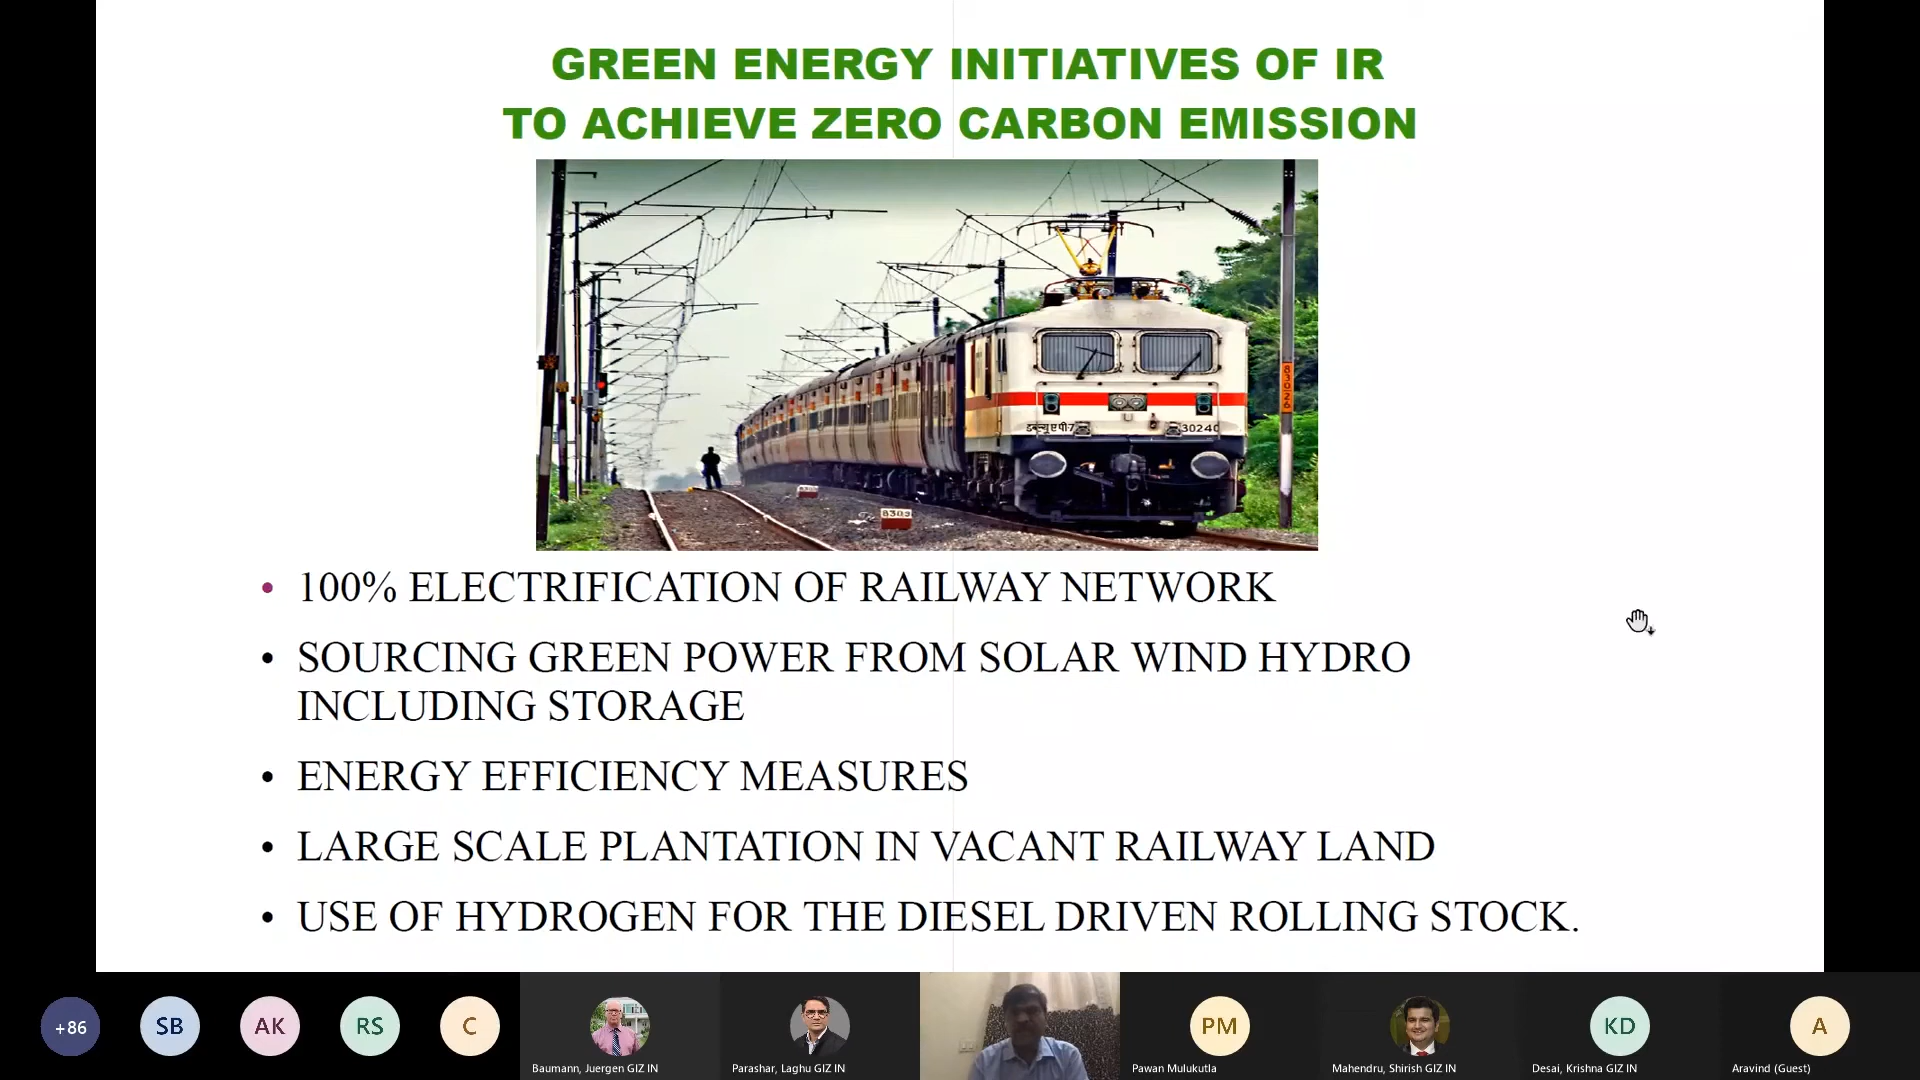 GREEN ENERGY INITIATIVES OF IR
TO ACHIEVE ZERO CARBON EMISSION
83026
डब्ल्यू ए पी-7
30240
8303
• 100% ELECTRIFICATION OF RAILWAY NETWORK
• SOURCING GREEN POWER FROM SOLAR WIND HYDRO
INCLUDING STORAGE
• ENERGY EFFICIENCY MEASURES
• LARGE SCALE PLANTATION IN VACANT RAILWAY LAND
• USE OF HYDROGEN FOR THE DIESEL DRIVEN ROLLING STOCK.
+86
SB
AK
RS
C
PM
KD
A
Baumann, Juergen GIZ IN
Parashar, Laghu GIZ IN
Pawan Mulukutla
Mahendru, Shirish GIZ IN
Desai, Krishna GIZ IN
Aravind (Guest)